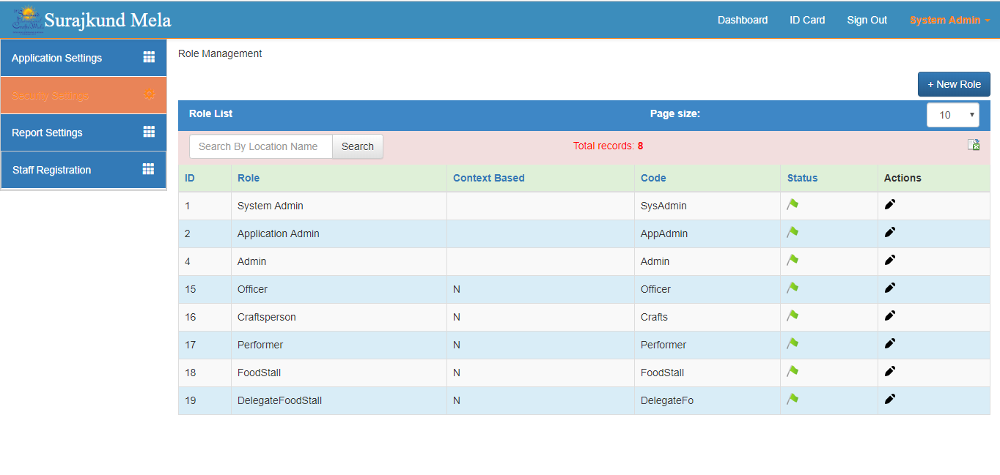 Surajkund Mela
Dashboard ID Card Sign Out System Admin
Application Settings
Security Settings
Report Settings
Staff Registration
Role Management
+ New Role
Role List Page size: 10
Search By Location Name Search Total records: 8
ID Role Context Based Code Status Actions
1 System Admin SysAdmin
2 Application Admin AppAdmin
4 Admin Admin
15 Officer N Officer
16 Craftsperson N Crafts
17 Performer N Performer
18 FoodStall N FoodStall
19 DelegateFoodStall N DelegateFo